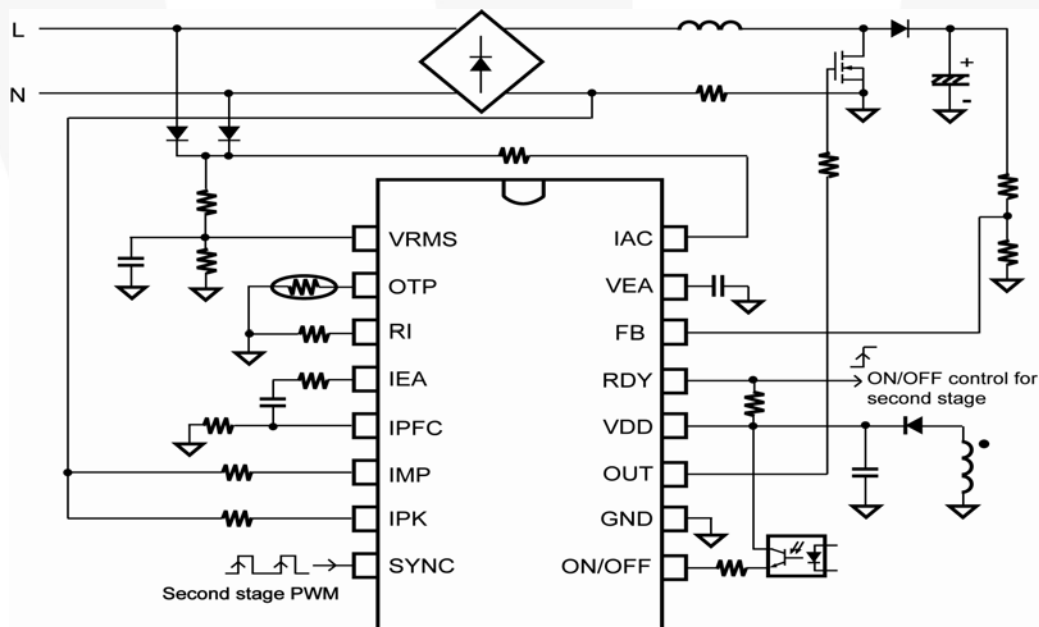 L
N
+
-
VRMS
OTP
RI
IEA
IPFC
IMP
IPK
SYNC
Second stage PWM
IAC
VEA
FB
RDY
ON/OFF control for
second stage
VDD
OUT
GND
ON/OFF